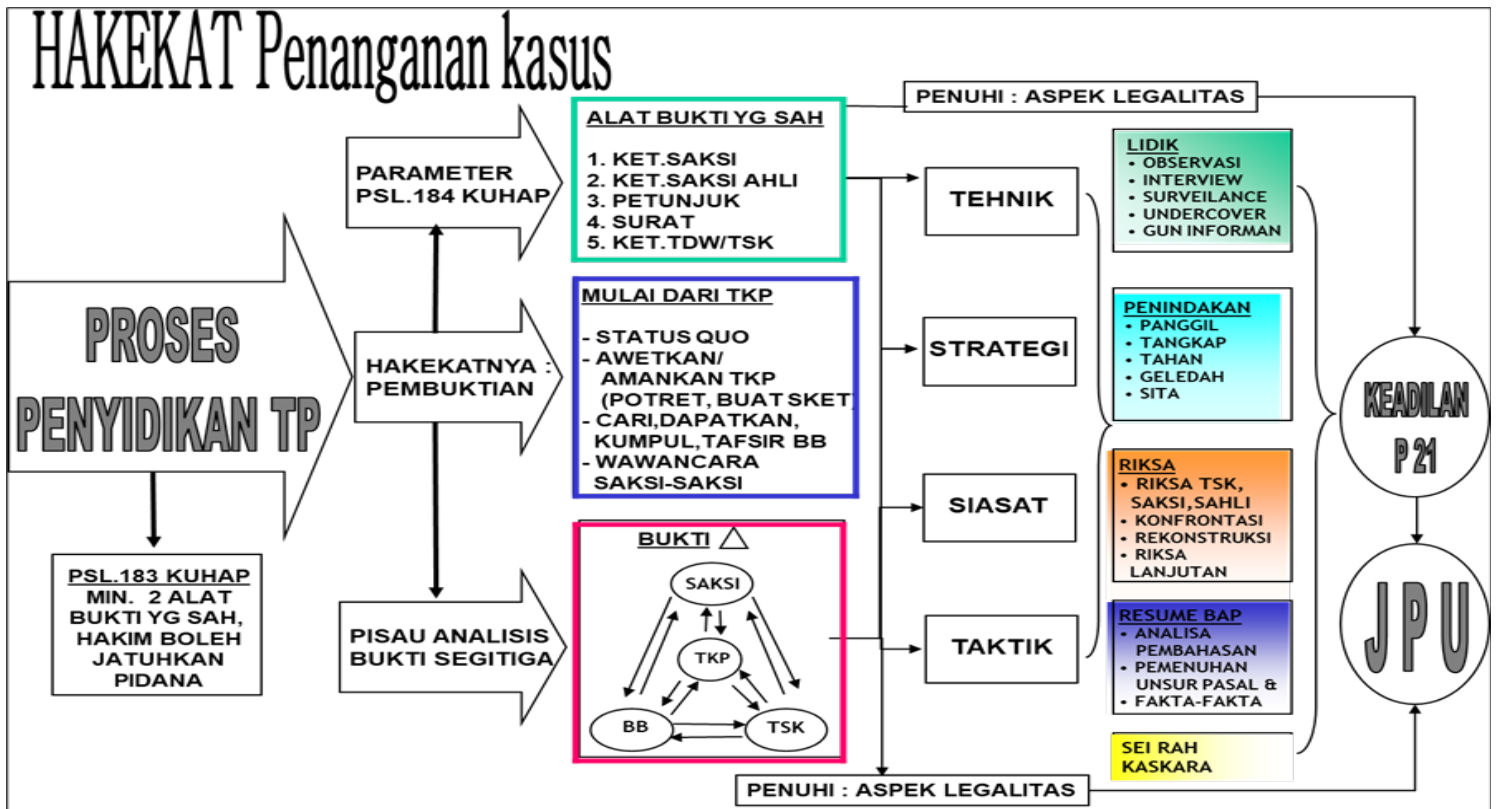 HAKEKAT Penanganan kasus
PROSES
PENYIDIKAN TP
PSL.183 KUHAP
MIN. 2 ALAT
BUKTI YG SAH,
HAKIM BOLEH
JATUHKAN
PIDANA
PARAMETER
PSL.184 KUHAP
HAKEKATNYA :
PEMBUKTIAN
PISAU ANALISIS
BUKTI SEGITIGA
ALAT BUKTI YG SAH
1. KET.SAKSI
2. KET.SAKSI AHLI
3. PETUNJUK
4. SURAT
5. KET.TDW/TSK
MULAI DARI TKP
- STATUS QUO
- AWETKAN/
AMANKAN TKP
(POTRET, BUAT SKET)
- CARI,DAPATKAN,
KUMPUL,TAFSIR BB
- WAWANCARA
SAKSI-SAKSI
BUKTI
SAKSI
TKP
BB
TSK
PENUHI : ASPEK LEGALITAS
TEHNIK
STRATEGI
SIASAT
TAKTIK
LIDIK
• OBSERVASI
• INTERVIEW
• SURVEILANCE
• UNDERCOVER
• GUN INFORMAN
PENINDAKAN
• PANGGIL
• TANGKAP
• TAHAN
• GELEDAH
• SITA
RIKSA
• RIKSA TSK,
SAKSI,SAHLI
• KONFRONTASI
• REKONSTRUKSI
• RIKSA
LANJUTAN
RESUME BAP
• ANALISA
PEMBAHASAN
• PEMENUHAN
UNSUR PASAL &
• FAKTA-FAKTA
SEI RAH
KASKARA
PENUHI : ASPEK LEGALITAS
KEADILAN
P 21
J P U